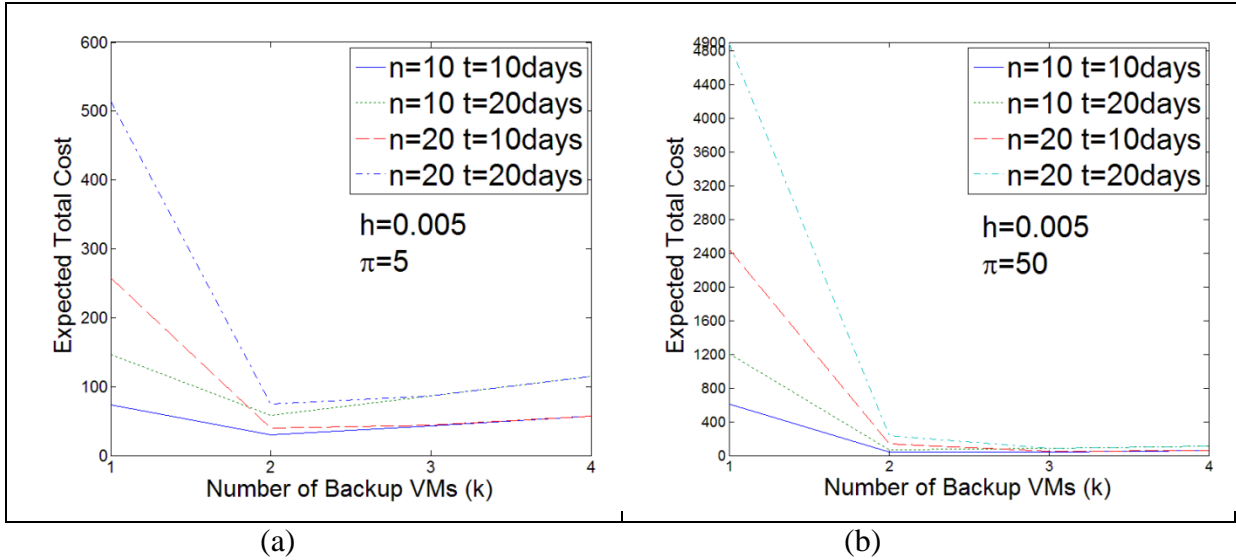 600
500
400
300
200
100
0
Expected Total Cost
n=10 t=10days
n=10 t=20days
n=20 t=10days
n=20 t=20days
h=0.005
π=5
1
2
3
4
Number of Backup VMs (k)
(a)
4900
4800
4400
4000
3600
3200
2800
2400
2000
1600
1200
800
400
0
Expected Total Cost
n=10 t=10days
n=10 t=20days
n=20 t=10days
n=20 t=20days
h=0.005
π=50
1
2
3
4
Number of Backup VMs (k)
(b)